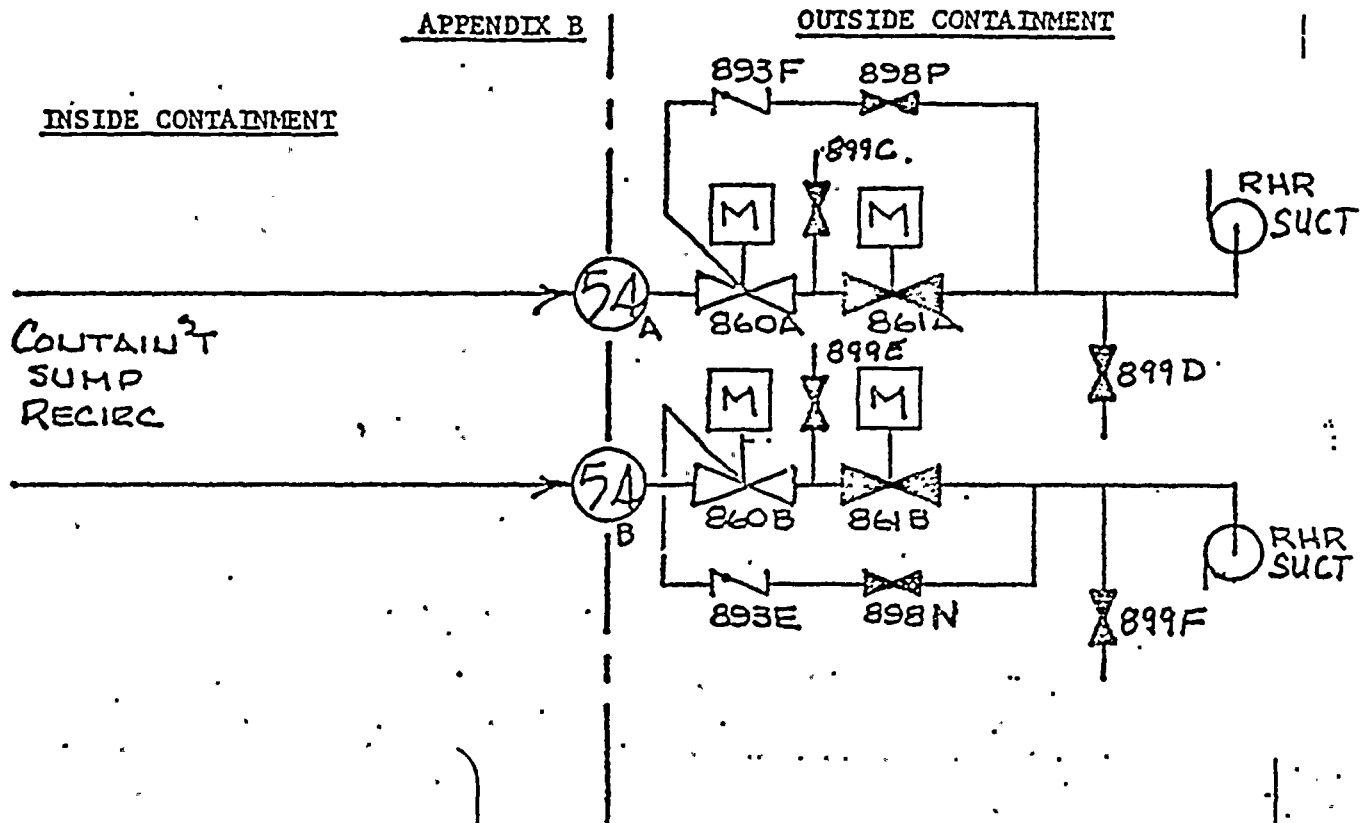 APPENDIX B
OUTSIDE CONTAINMENT
INSIDE CONTAINMENT
893F
898P
899C.
M
M
RHR
SUCT
54
A
860A
861A
CONTAIN'T
SUMP
RECIRC
899E
899D
M
M
54
B
860B
861B
RHR
SUCT
893E
898N
899F